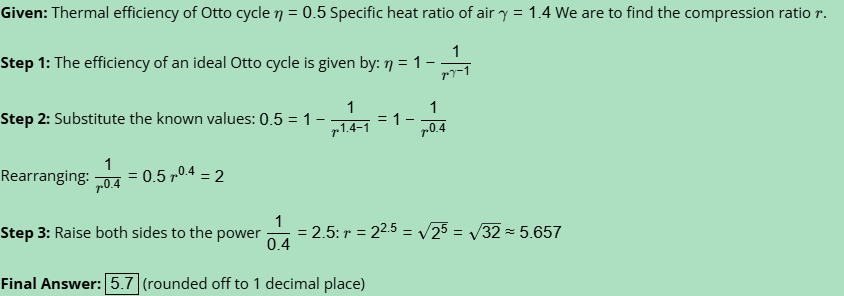 Given: Thermal efficiency of Otto cycle η = 0.5 Specific heat ratio of air γ = 1.4 We are to find the compression ratio r.
Step 1: The efficiency of an ideal Otto cycle is given by: η = 1 − 1/r^(γ−1)
Step 2: Substitute the known values: 0.5 = 1 − 1/r^(1.4−1) = 1 − 1/r^0.4
Rearranging: 1/r^0.4 = 0.5 r^0.4 = 2
Step 3: Raise both sides to the power 1/0.4 = 2.5: r = 2^2.5 = √2^5 = √32 ≈ 5.657
Final Answer: 5.7 (rounded off to 1 decimal place)